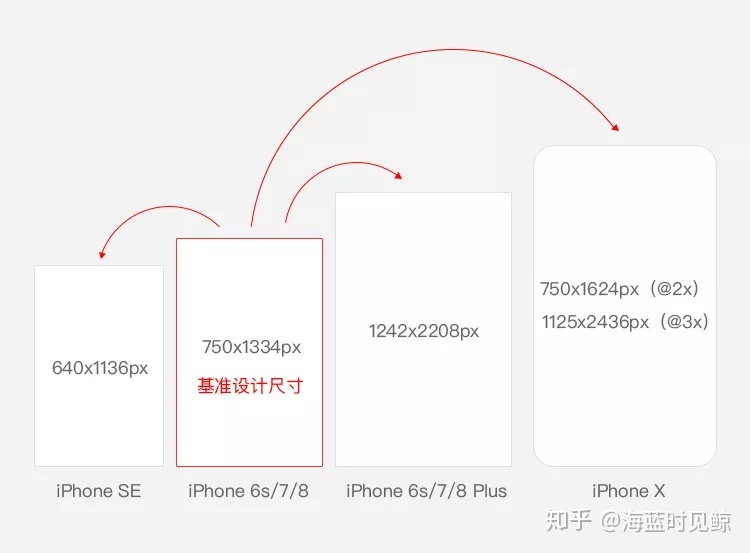 640x1136px
iPhone SE
750x1334px
基准设计尺寸
iPhone 6s/7/8
1242x2208px
iPhone 6s/7/8 Plus
750x1624px（@2x）
1125x2436px（@3x）
iPhone X
知乎 @海蓝时见鲸